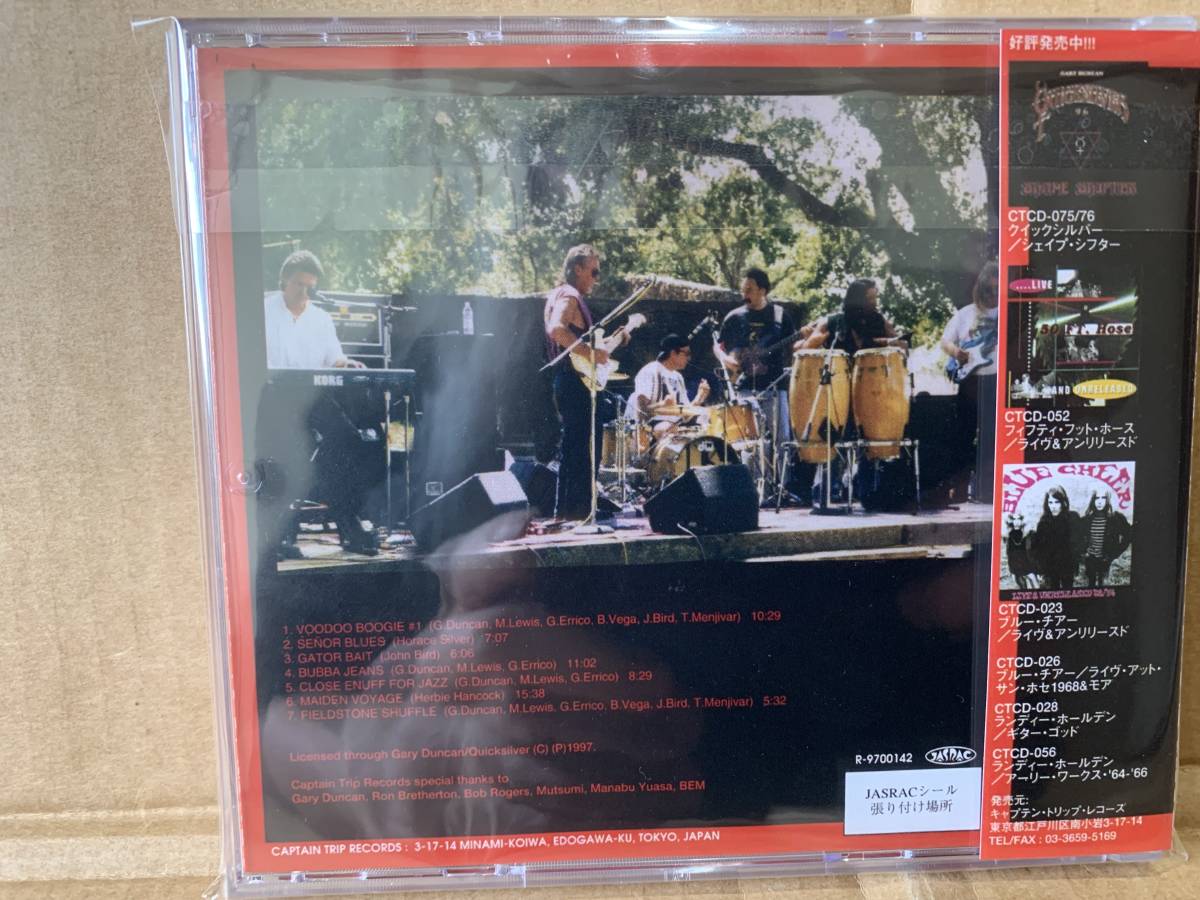 KORG
1. VOODOO BOOGIE #1 (G.Duncan, M.Lewis, G.Errico, B.Vega, J.Bird, T.Menjivar) 10:29
2. SEÑOR BLUES (Horace Silver) 7:07
3. GATOR BAIT (John Bird) 6:06
4. BUBBA JEANS (G.Duncan, M.Lewis, G.Errico) 11:02
5. CLOSE ENUFF FOR JAZZ (G.Duncan, M.Lewis, G.Errico) 8:29
6. MAIDEN VOYAGE (Herbie Hancock) 15:38
7. FIELDSTONE SHUFFLE (G.Duncan, M.Lewis, G.Errico, B.Vega, J.Bird, T.Menjivar) 5:32
Licensed through Gary Duncan/Quicksilver (C) (P)1997.
Captain Trip Records special thanks to
Gary Duncan, Ron Bretherton, Bob Rogers, Mutsumi, Manabu Yuasa, BEM
R-9700142
JASRAC
JASRACシール
張り付け場所
CAPTAIN TRIP RECORDS : 3-17-14 MINAMI-KOIWA, EDOGAWA-KU, TOKYO, JAPAN
好評発売中!!!
GARY DUNCAN
QUICKSILVER
SHAPE SHIFTER
CTCD-075/76
クイックシルバー
/シェイプ・シフター
....LIVE
50 FT. Hose
AND UNRELEASED
CTCD-052
フィフティ・フット・ホース
/ライヴ&アンリリースド
BLUE CHEER
LIVE & UNRELEASED '68/'74
CTCD-023
ブルー・チアー
/ライヴ&アンリリースド
CTCD-026
ブルー・チアー/ライヴ・アット・
サン・ホセ1968&モア
CTCD-028
ランディー・ホールデン
/ギター・ゴッド
CTCD-056
ランディー・ホールデン
/アーリー・ワークス・'64-'66
発売元:
キャプテン・トリップ・レコーズ
東京都江戸川区南小岩3-17-14
TEL/FAX : 03-3659-5169